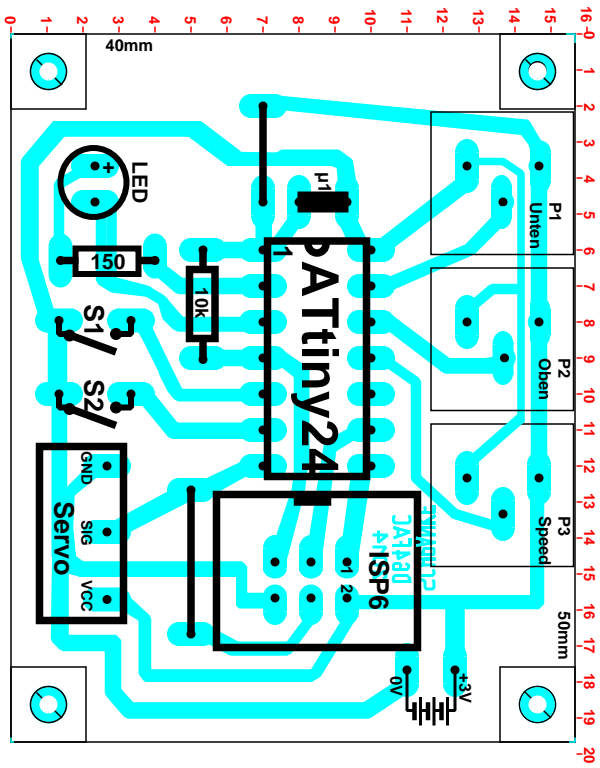 0 1 2 3 4 5 6 7 8 9 10 11 12 13 14 15 16
0
1
2
3
4
5
6
7
8
9
10
11
12
13
14
15
16
17
18
19
20
40mm
50mm
+
LED
µ1
150
10k
1
ATtiny24
S1
S2
P1
Unten
P2
Oben
P3
Speed
GND
SIG
VCC
Servo
1
2
ISP6
0V
+3V